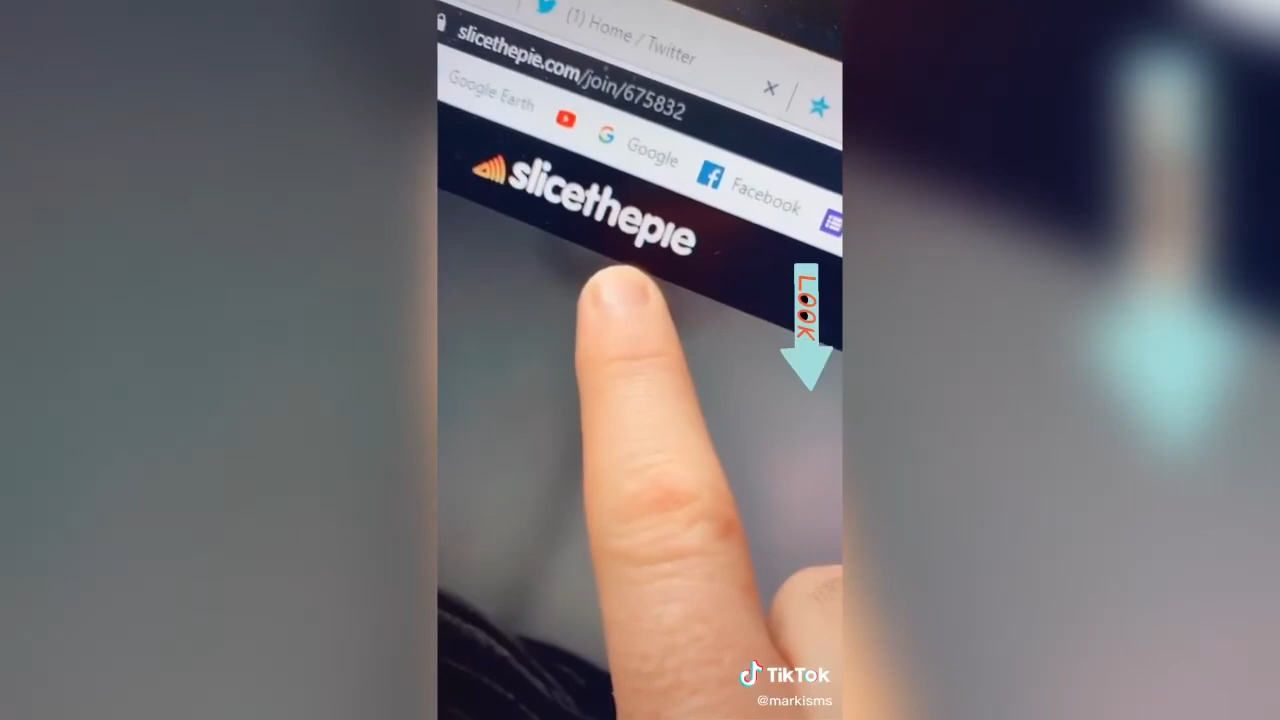 (1) Home / Twitter
slicethepie.com/join/675832
Google Earth
Google
Facebook
slicethepie
LOOK
TikTok
@markisms